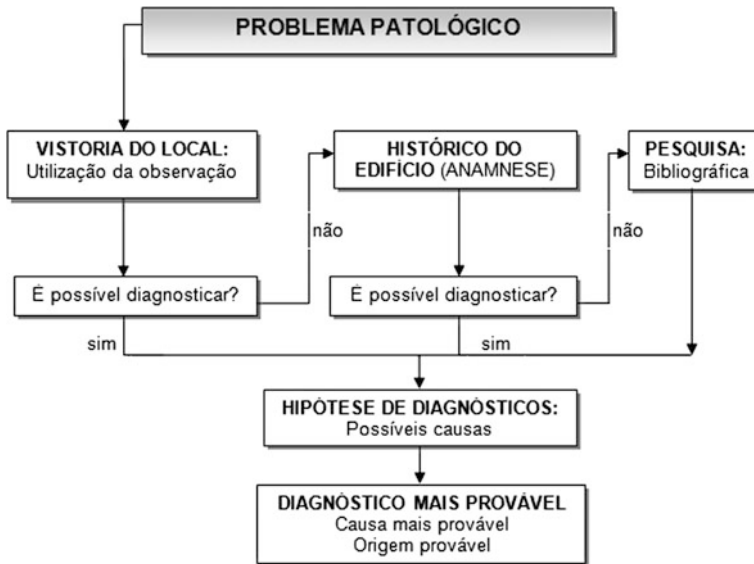 PROBLEMA PATOLÓGICO
VISTORIA DO LOCAL:
Utilização da observação
HISTÓRICO DO
EDIFÍCIO (ANAMNESE)
PESQUISA:
Bibliográfica
não
não
É possível diagnosticar?
É possível diagnosticar?
sim
sim
HIPÓTESE DE DIAGNÓSTICOS:
Possíveis causas
DIAGNÓSTICO MAIS PROVÁVEL
Causa mais provável
Origem provável